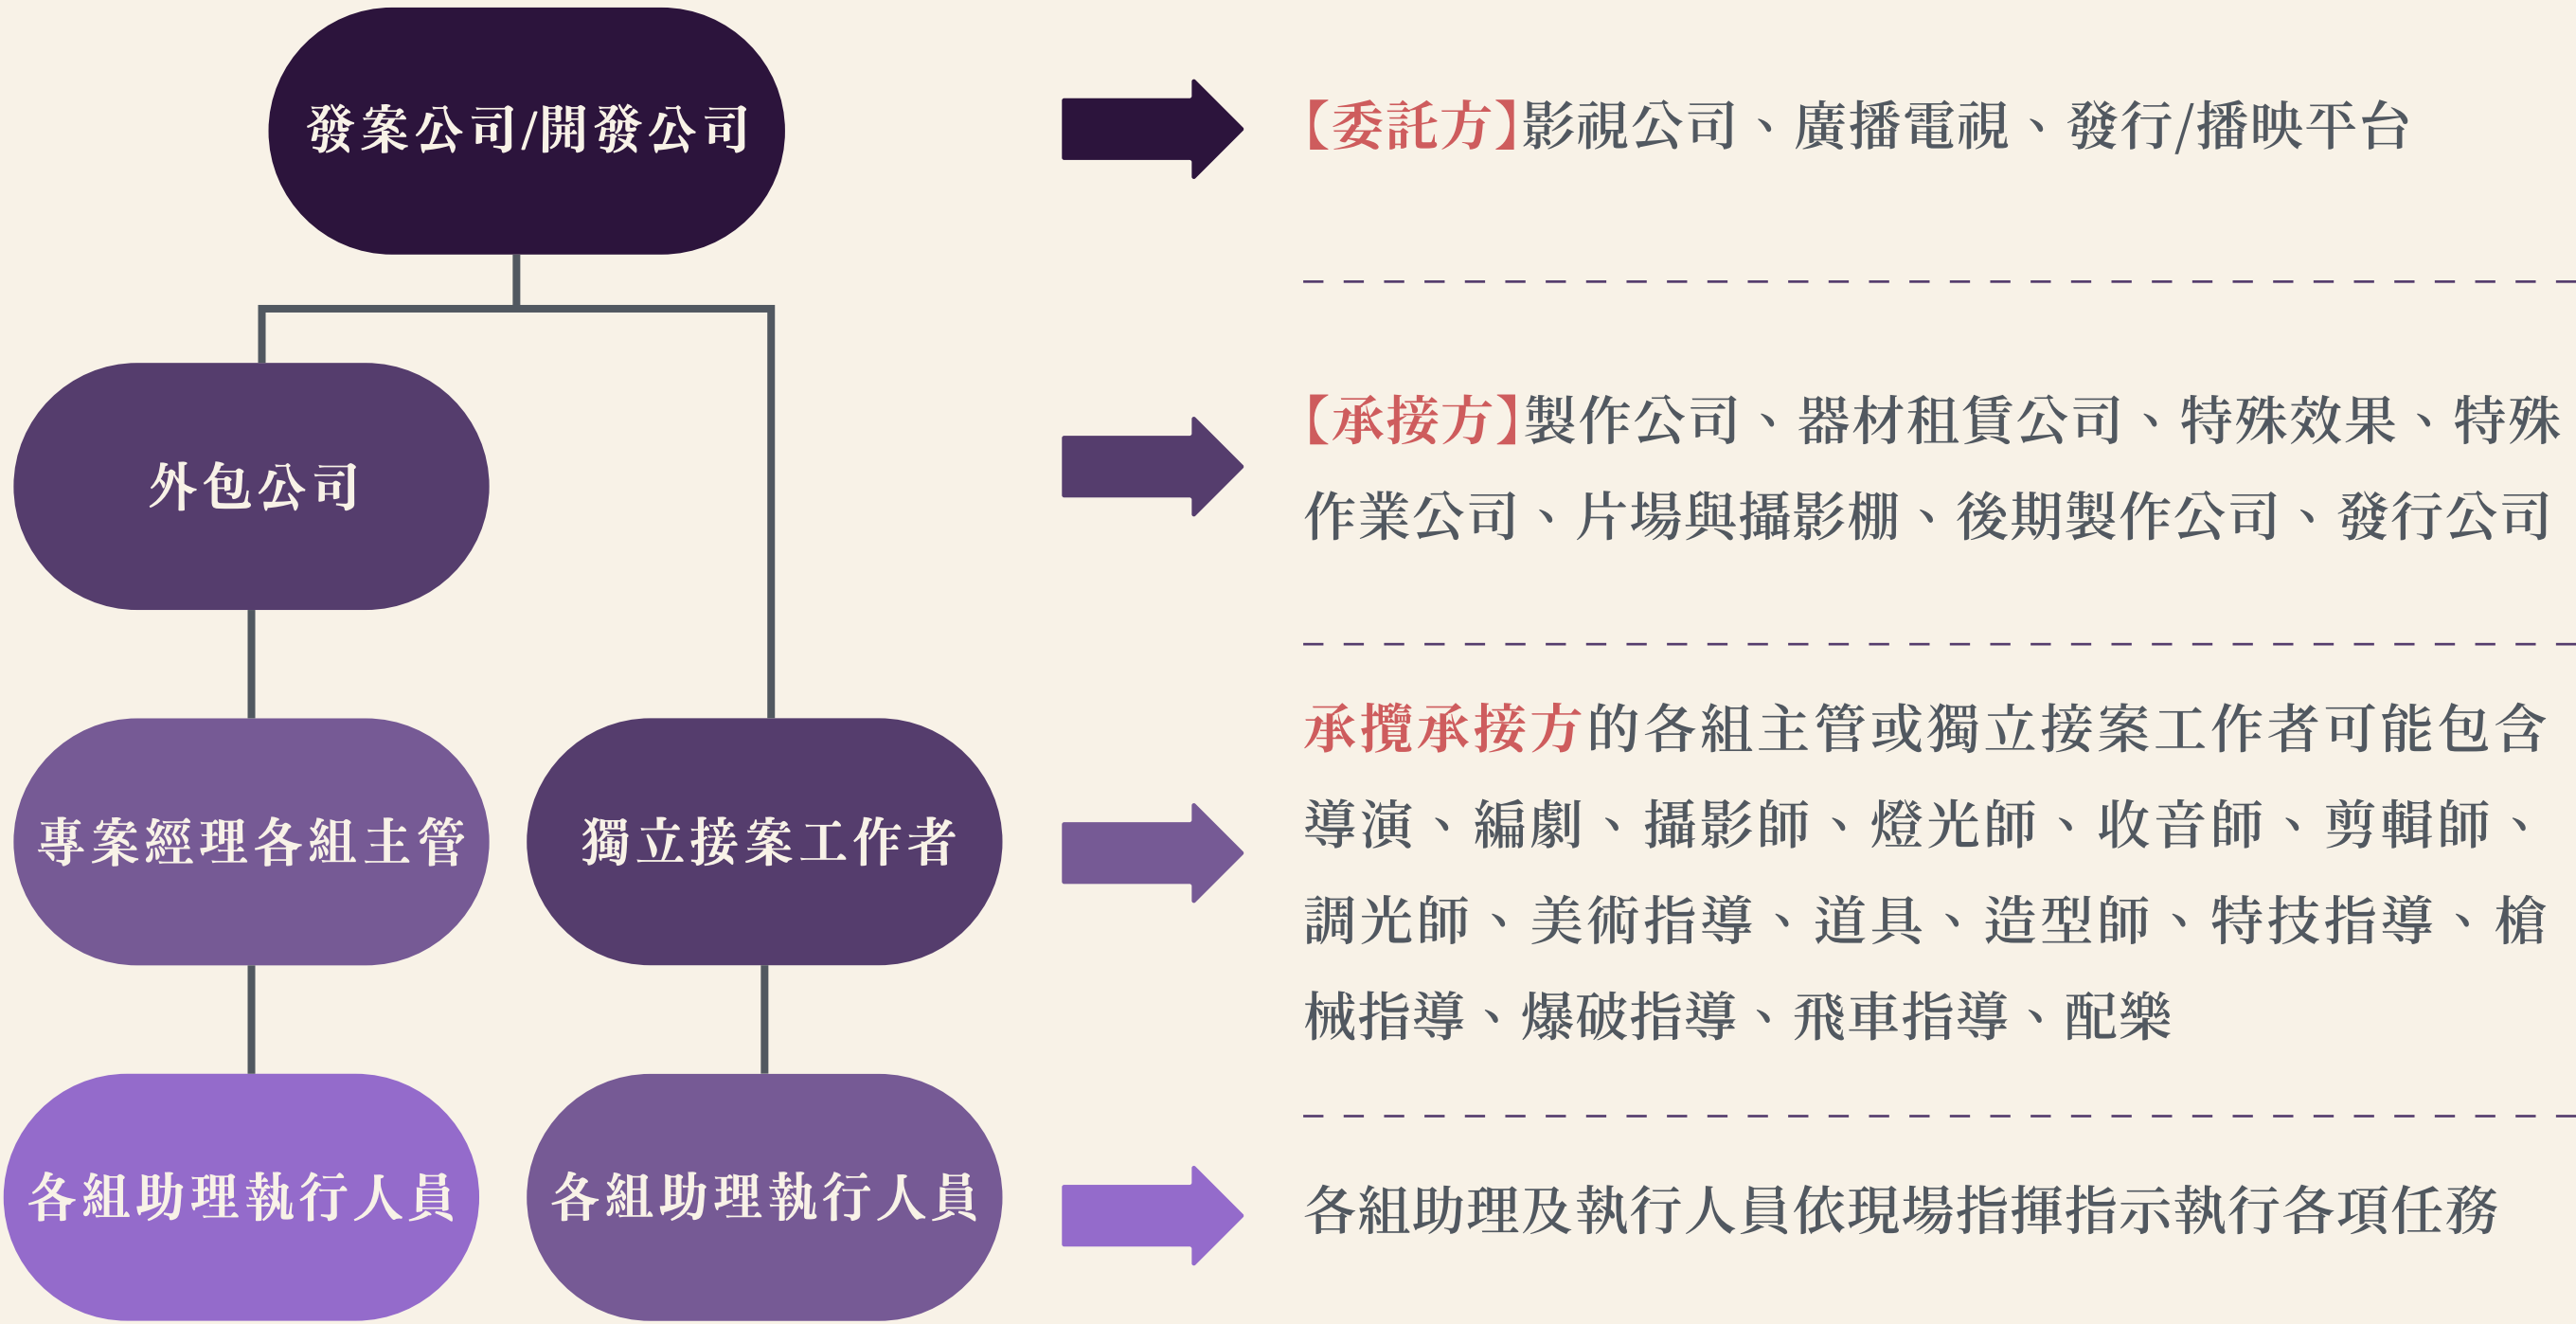 發案公司/開發公司
【委託方】影視公司、廣播電視、發行/播映平台
外包公司
【承接方】製作公司、器材租賃公司、特殊效果、特殊
作業公司、片場與攝影棚、後期製作公司、發行公司
專案經理各組主管
獨立接案工作者
承攬承接方的各組主管或獨立接案工作者可能包含
導演、編劇、攝影師、燈光師、收音師、剪輯師、
調光師、美術指導、道具、造型師、特技指導、槍
械指導、爆破指導、飛車指導、配樂
各組助理執行人員
各組助理執行人員
各組助理及執行人員依現場指揮指示執行各項任務